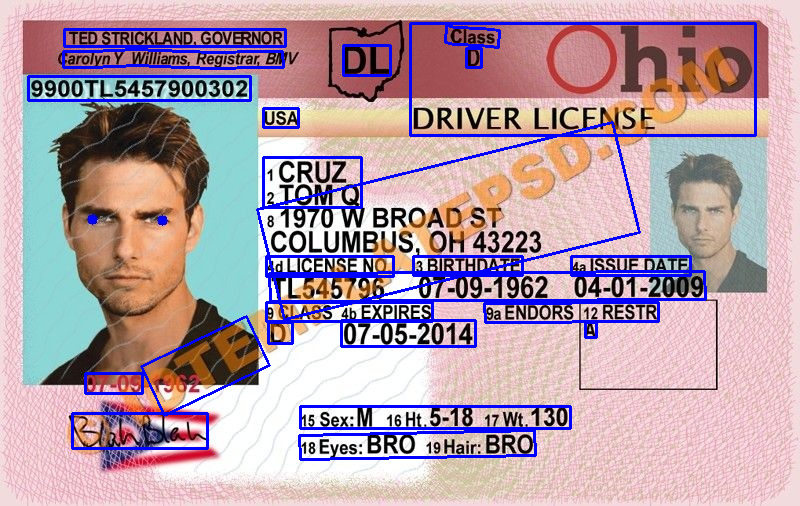 TED STRICKLAND, GOVERNOR
Carolyn Y Williams, Registrar, BMV
DL
Class
D
Ohio
9900TL5457900302
USA
DRIVER LICENSE
1 CRUZ
2 TOM Q
8 1970 W BROAD ST
COLUMBUS, OH 43223
4d LICENSE NO. 3 BIRTHDATE 4a ISSUE DATE
TL545796 07-09-1962 04-01-2009
9 CLASS 4b EXPIRES 9a ENDORS 12 RESTR
D 07-05-2014 A
07-09-1962
BlahBlah
15 Sex: M 16 Ht. 5-18 17 Wt. 130
18 Eyes: BRO 19 Hair: BRO